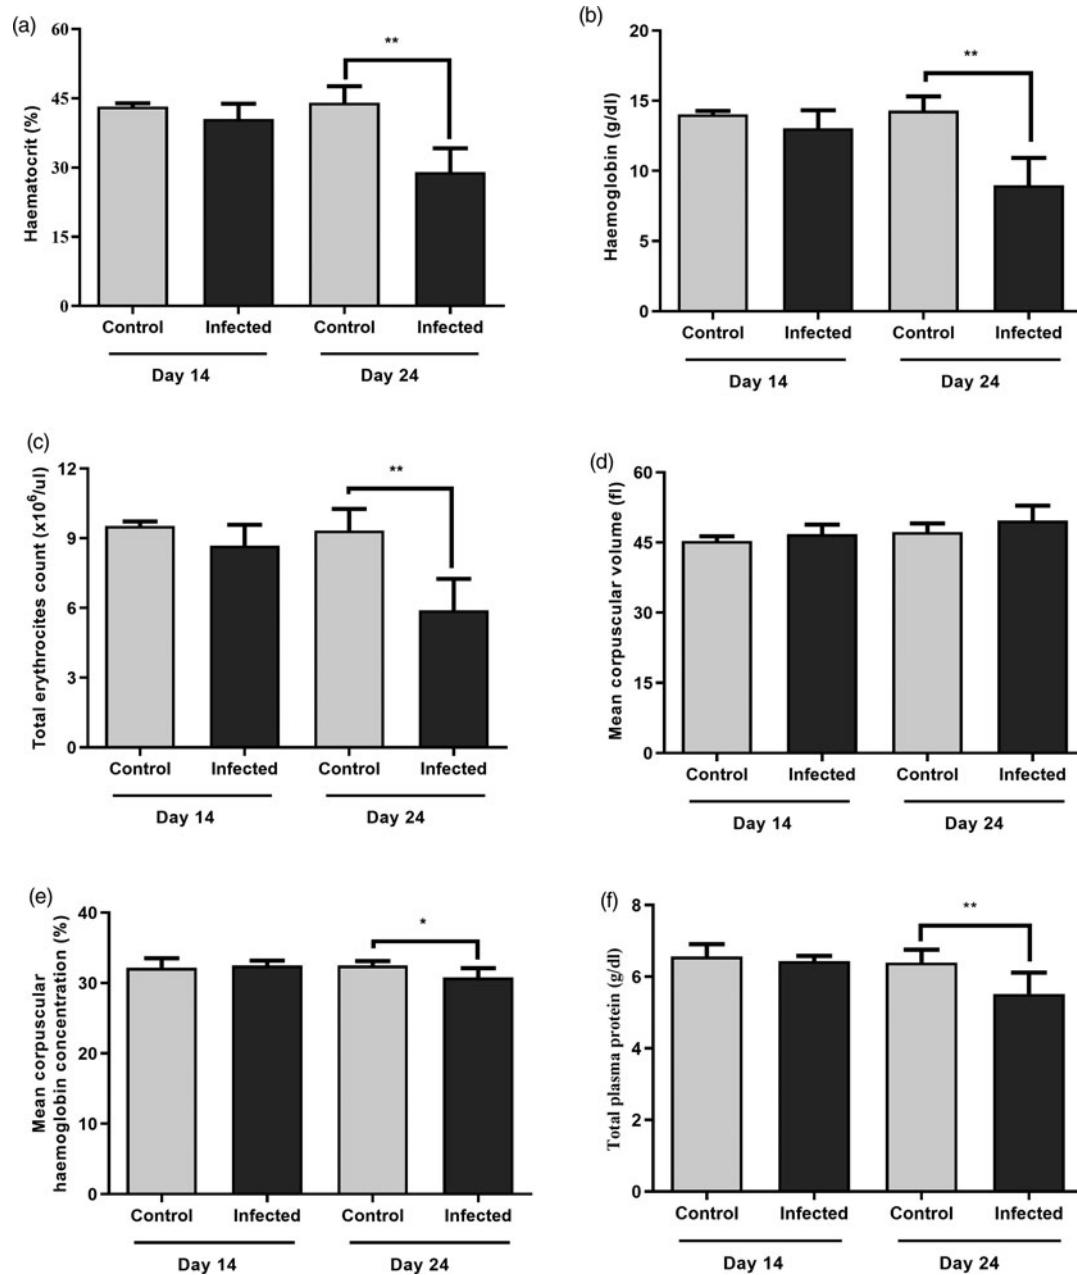 (a)
Haematocrit (%)
60
45
30
15
0
**
Control Infected Control Infected
Day 14 Day 24
(b)
Haemoglobin (g/dl)
20
15
10
5
0
**
Control Infected Control Infected
Day 14 Day 24
(c)
Total erythrocytes count (x10⁶/ul)
12
9
6
3
0
**
Control Infected Control Infected
Day 14 Day 24
(d)
Mean corpuscular volume (fl)
60
45
30
15
0
Control Infected Control Infected
Day 14 Day 24
(e)
Mean corpuscular
haemoglobin concentration (%)
40
30
20
10
0
*
Control Infected Control Infected
Day 14 Day 24
(f)
Total plasma protein (g/dl)
8
6
4
2
0
**
Control Infected Control Infected
Day 14 Day 24